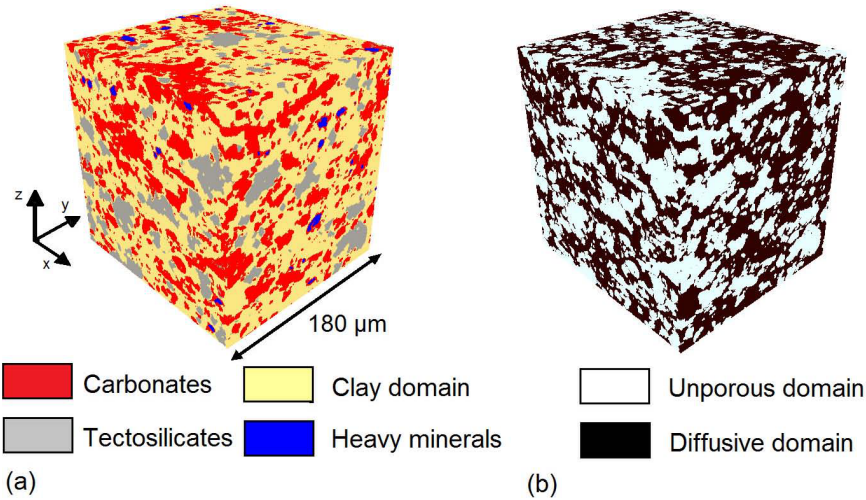 z
y
x
180 µm
Carbonates
Clay domain
Unporous domain
Tectosilicates
Heavy minerals
Diffusive domain
(a)
(b)